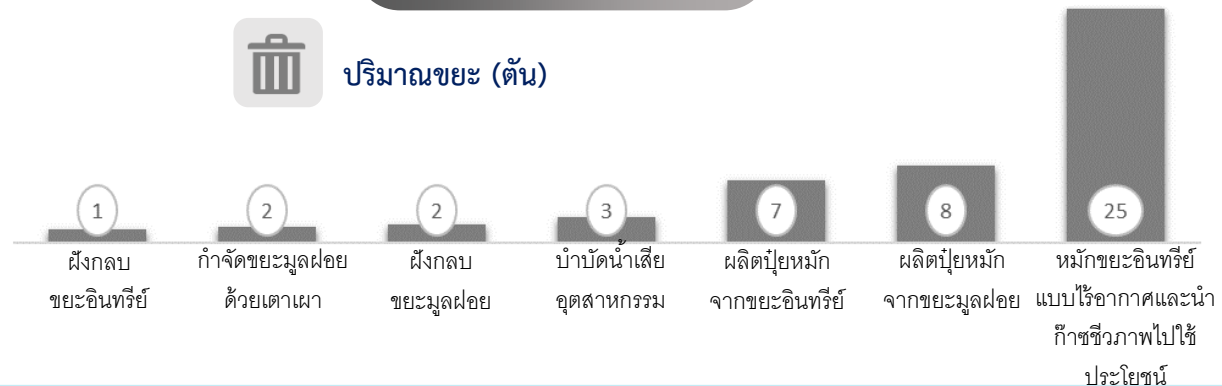 ปริมาณขยะ (ตัน)
1
2
2
3
7
8
25
ฝังกลบ
ขยะอินทรีย์
กำจัดขยะมูลฝอย
ด้วยเตาเผา
ฝังกลบ
ขยะมูลฝอย
บำบัดน้ำเสีย
อุตสาหกรรม
ผลิตปุ๋ยหมัก
จากขยะอินทรีย์
ผลิตปุ๋ยหมัก
จากขยะมูลฝอย
หมักขยะอินทรีย์
แบบไร้อากาศและนำ
ก๊าซชีวภาพไปใช้
ประโยชน์